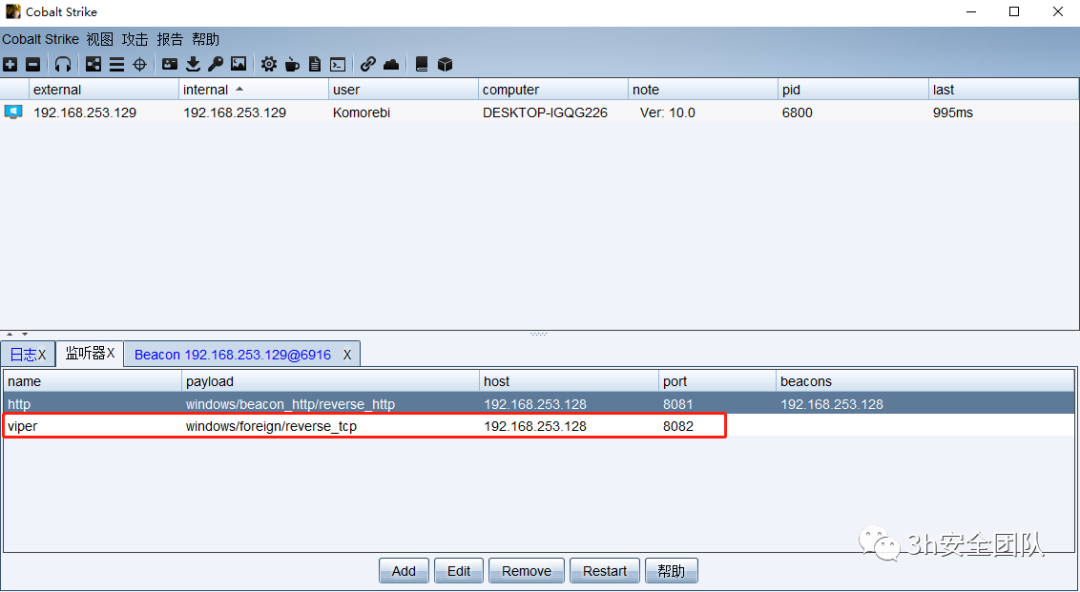 Cobalt Strike
Cobalt Strike 视图 攻击 报告 帮助
external internal user computer note pid last
192.168.253.129 192.168.253.129 Komorebi DESKTOP-IGQG226 Ver: 10.0 6800 995ms
日志X 监听器X Beacon 192.168.253.129@6916 X
name payload host port beacons
http windows/beacon_http/reverse_http 192.168.253.128 8081 192.168.253.128
viper windows/foreign/reverse_tcp 192.168.253.128 8082
3h安全团队
Add Edit Remove Restart 帮助